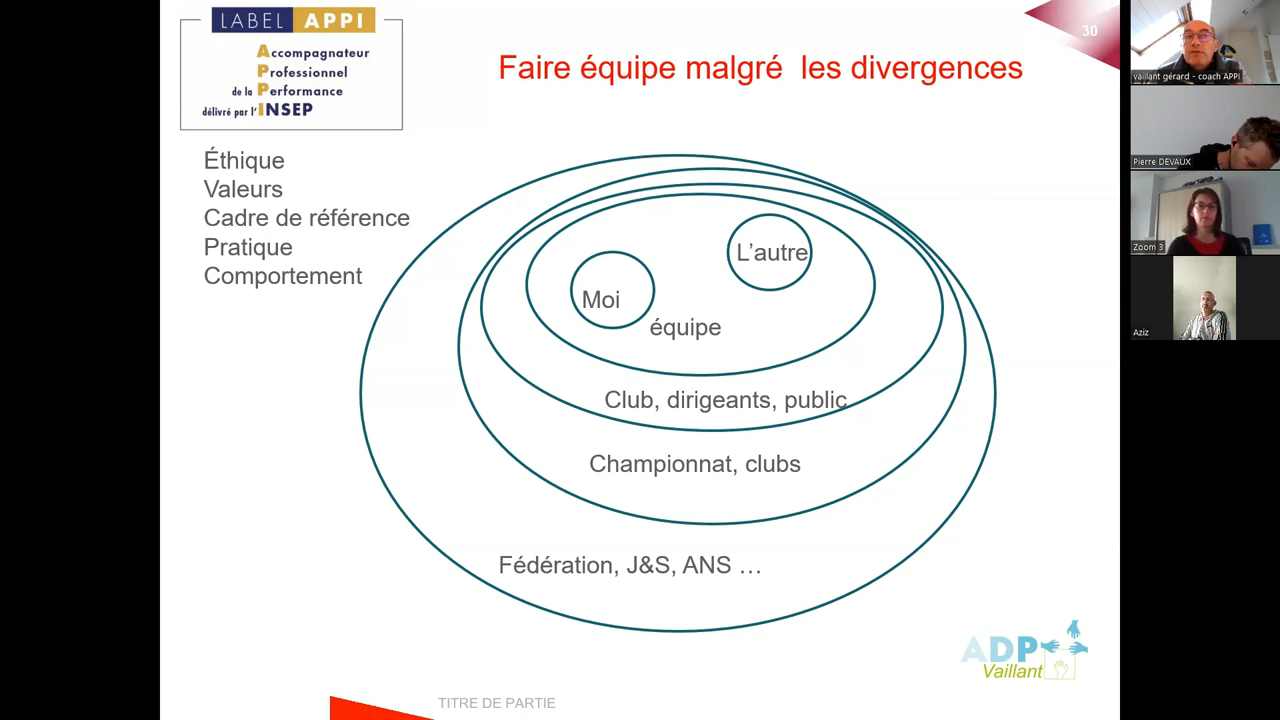 LABEL APPI
Accompagnateur
Professionnel
de la Performance
délivré par l'INSEP
30
Faire équipe malgré les divergences
Éthique
Valeurs
Cadre de référence
Pratique
Comportement
L’autre
Moi
équipe
Club, dirigeants, public
Championnat, clubs
Fédération, J&S, ANS …
ADP
Vaillant
TITRE DE PARTIE
vaillant gérard - coach APPI
Pierre DEVAUX
Zoom 3
Aziz